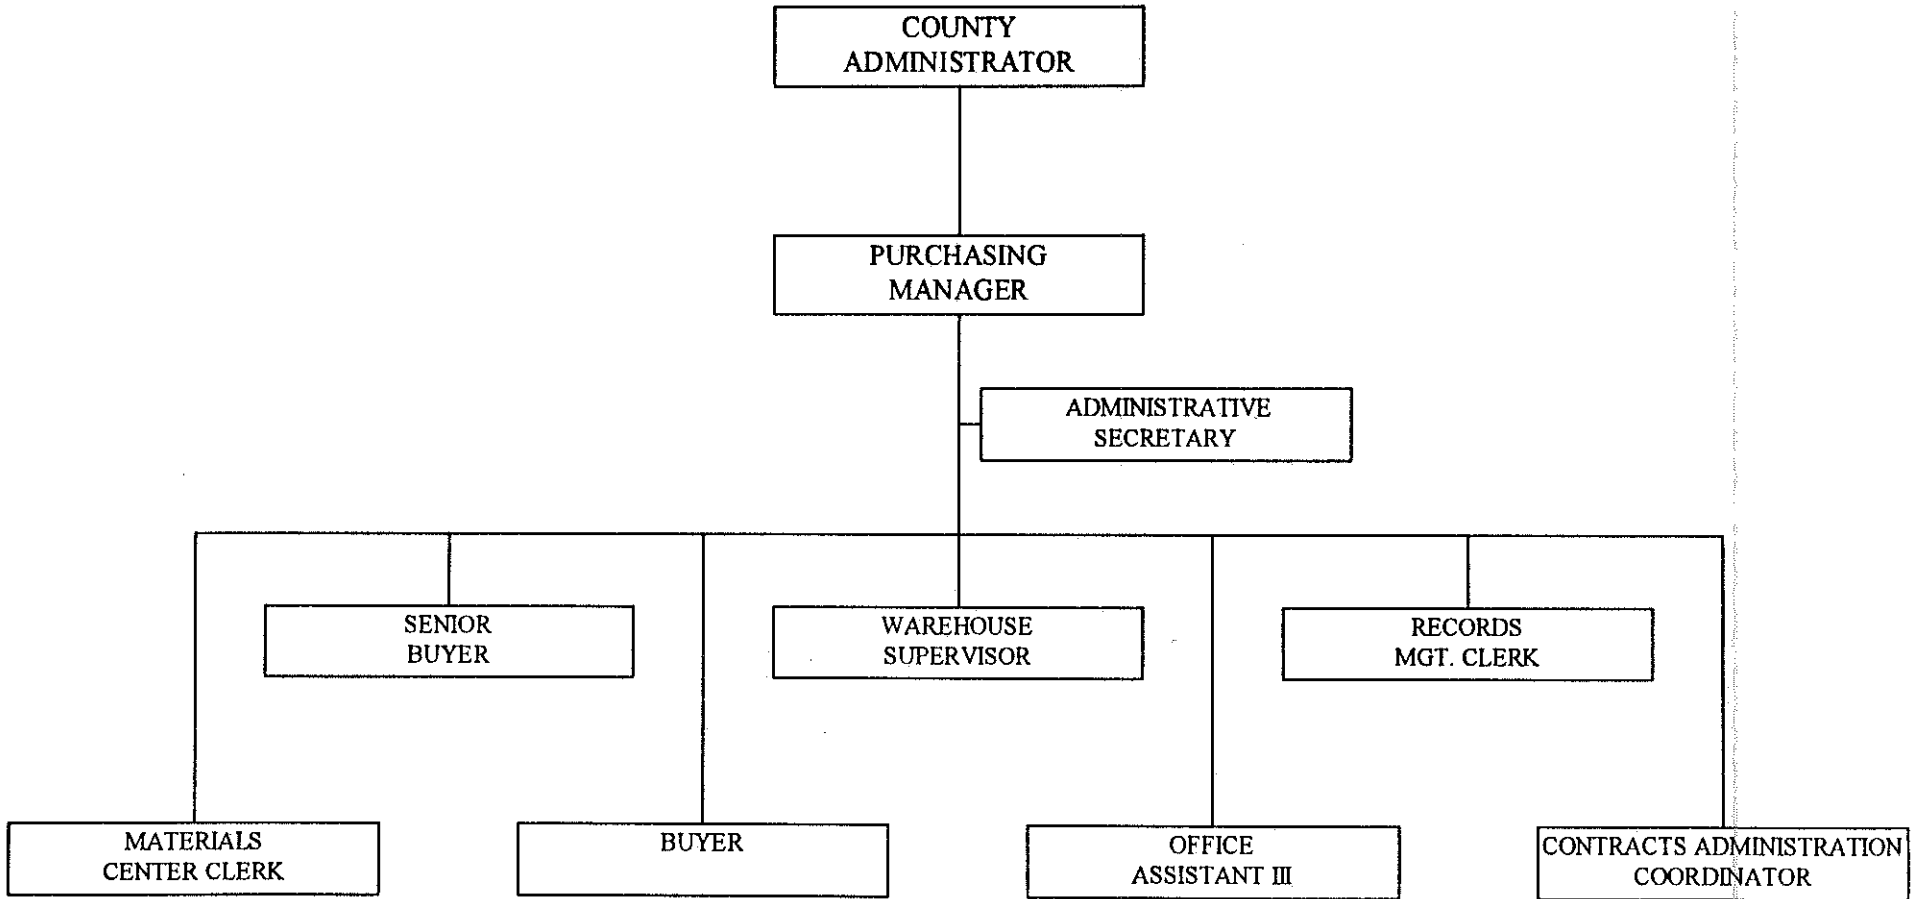 COUNTY
ADMINISTRATOR
PURCHASING
MANAGER
ADMINISTRATIVE
SECRETARY
SENIOR
BUYER
WAREHOUSE
SUPERVISOR
RECORDS
MGT. CLERK
MATERIALS
CENTER CLERK
BUYER
OFFICE
ASSISTANT III
CONTRACTS ADMINISTRATION
COORDINATOR